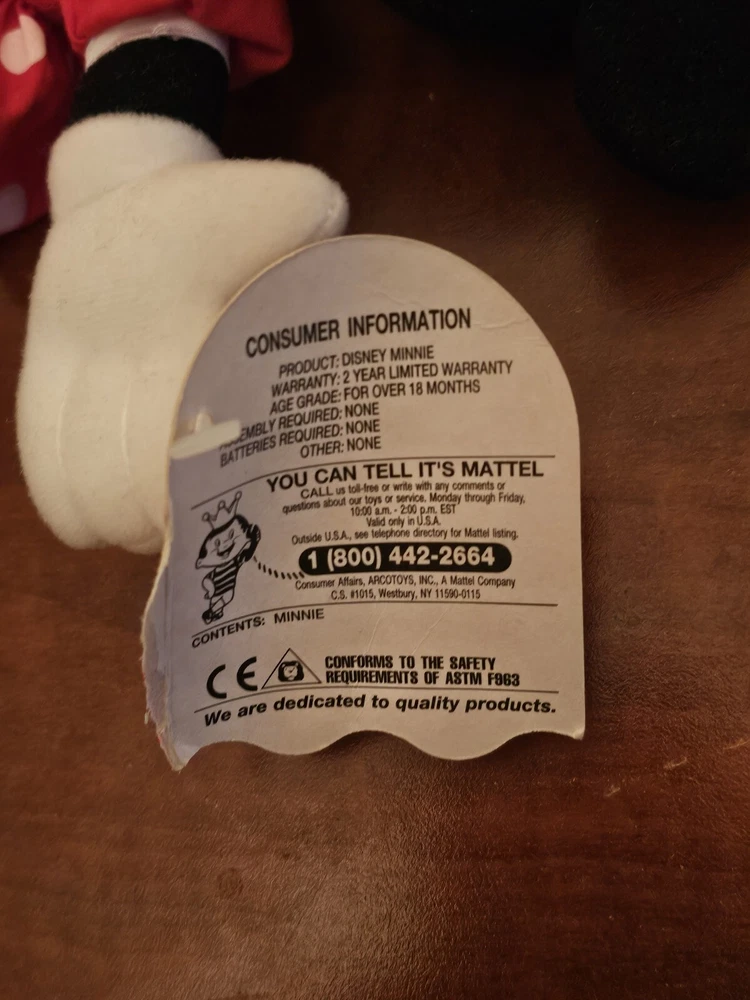 CONSUMER INFORMATION
PRODUCT: DISNEY MINNIE
WARRANTY: 2 YEAR LIMITED WARRANTY
AGE GRADE: FOR OVER 18 MONTHS
REQUIRED: NONE
BATTERIES REQUIRED: NONE
OTHER: NONE
YOU CAN TELL IT'S MATTEL
CALL us toll-free or write with any comments or
questions about our toys or service. Monday through Friday,
10:00 a.m. - 2:00 p.m. EST
Valid only in U.S.A.
Outside U.S.A., see telephone directory for Mattel listing.
1 (800) 442-2664
Consumer Affairs, ARCOTOYS, INC., A Mattel Company
C.S. #1015, Westbury, NY 11590-0115
CONTENTS: MINNIE
CE
CONFORMS TO THE SAFETY
REQUIREMENTS OF ASTM F963
We are dedicated to quality products.